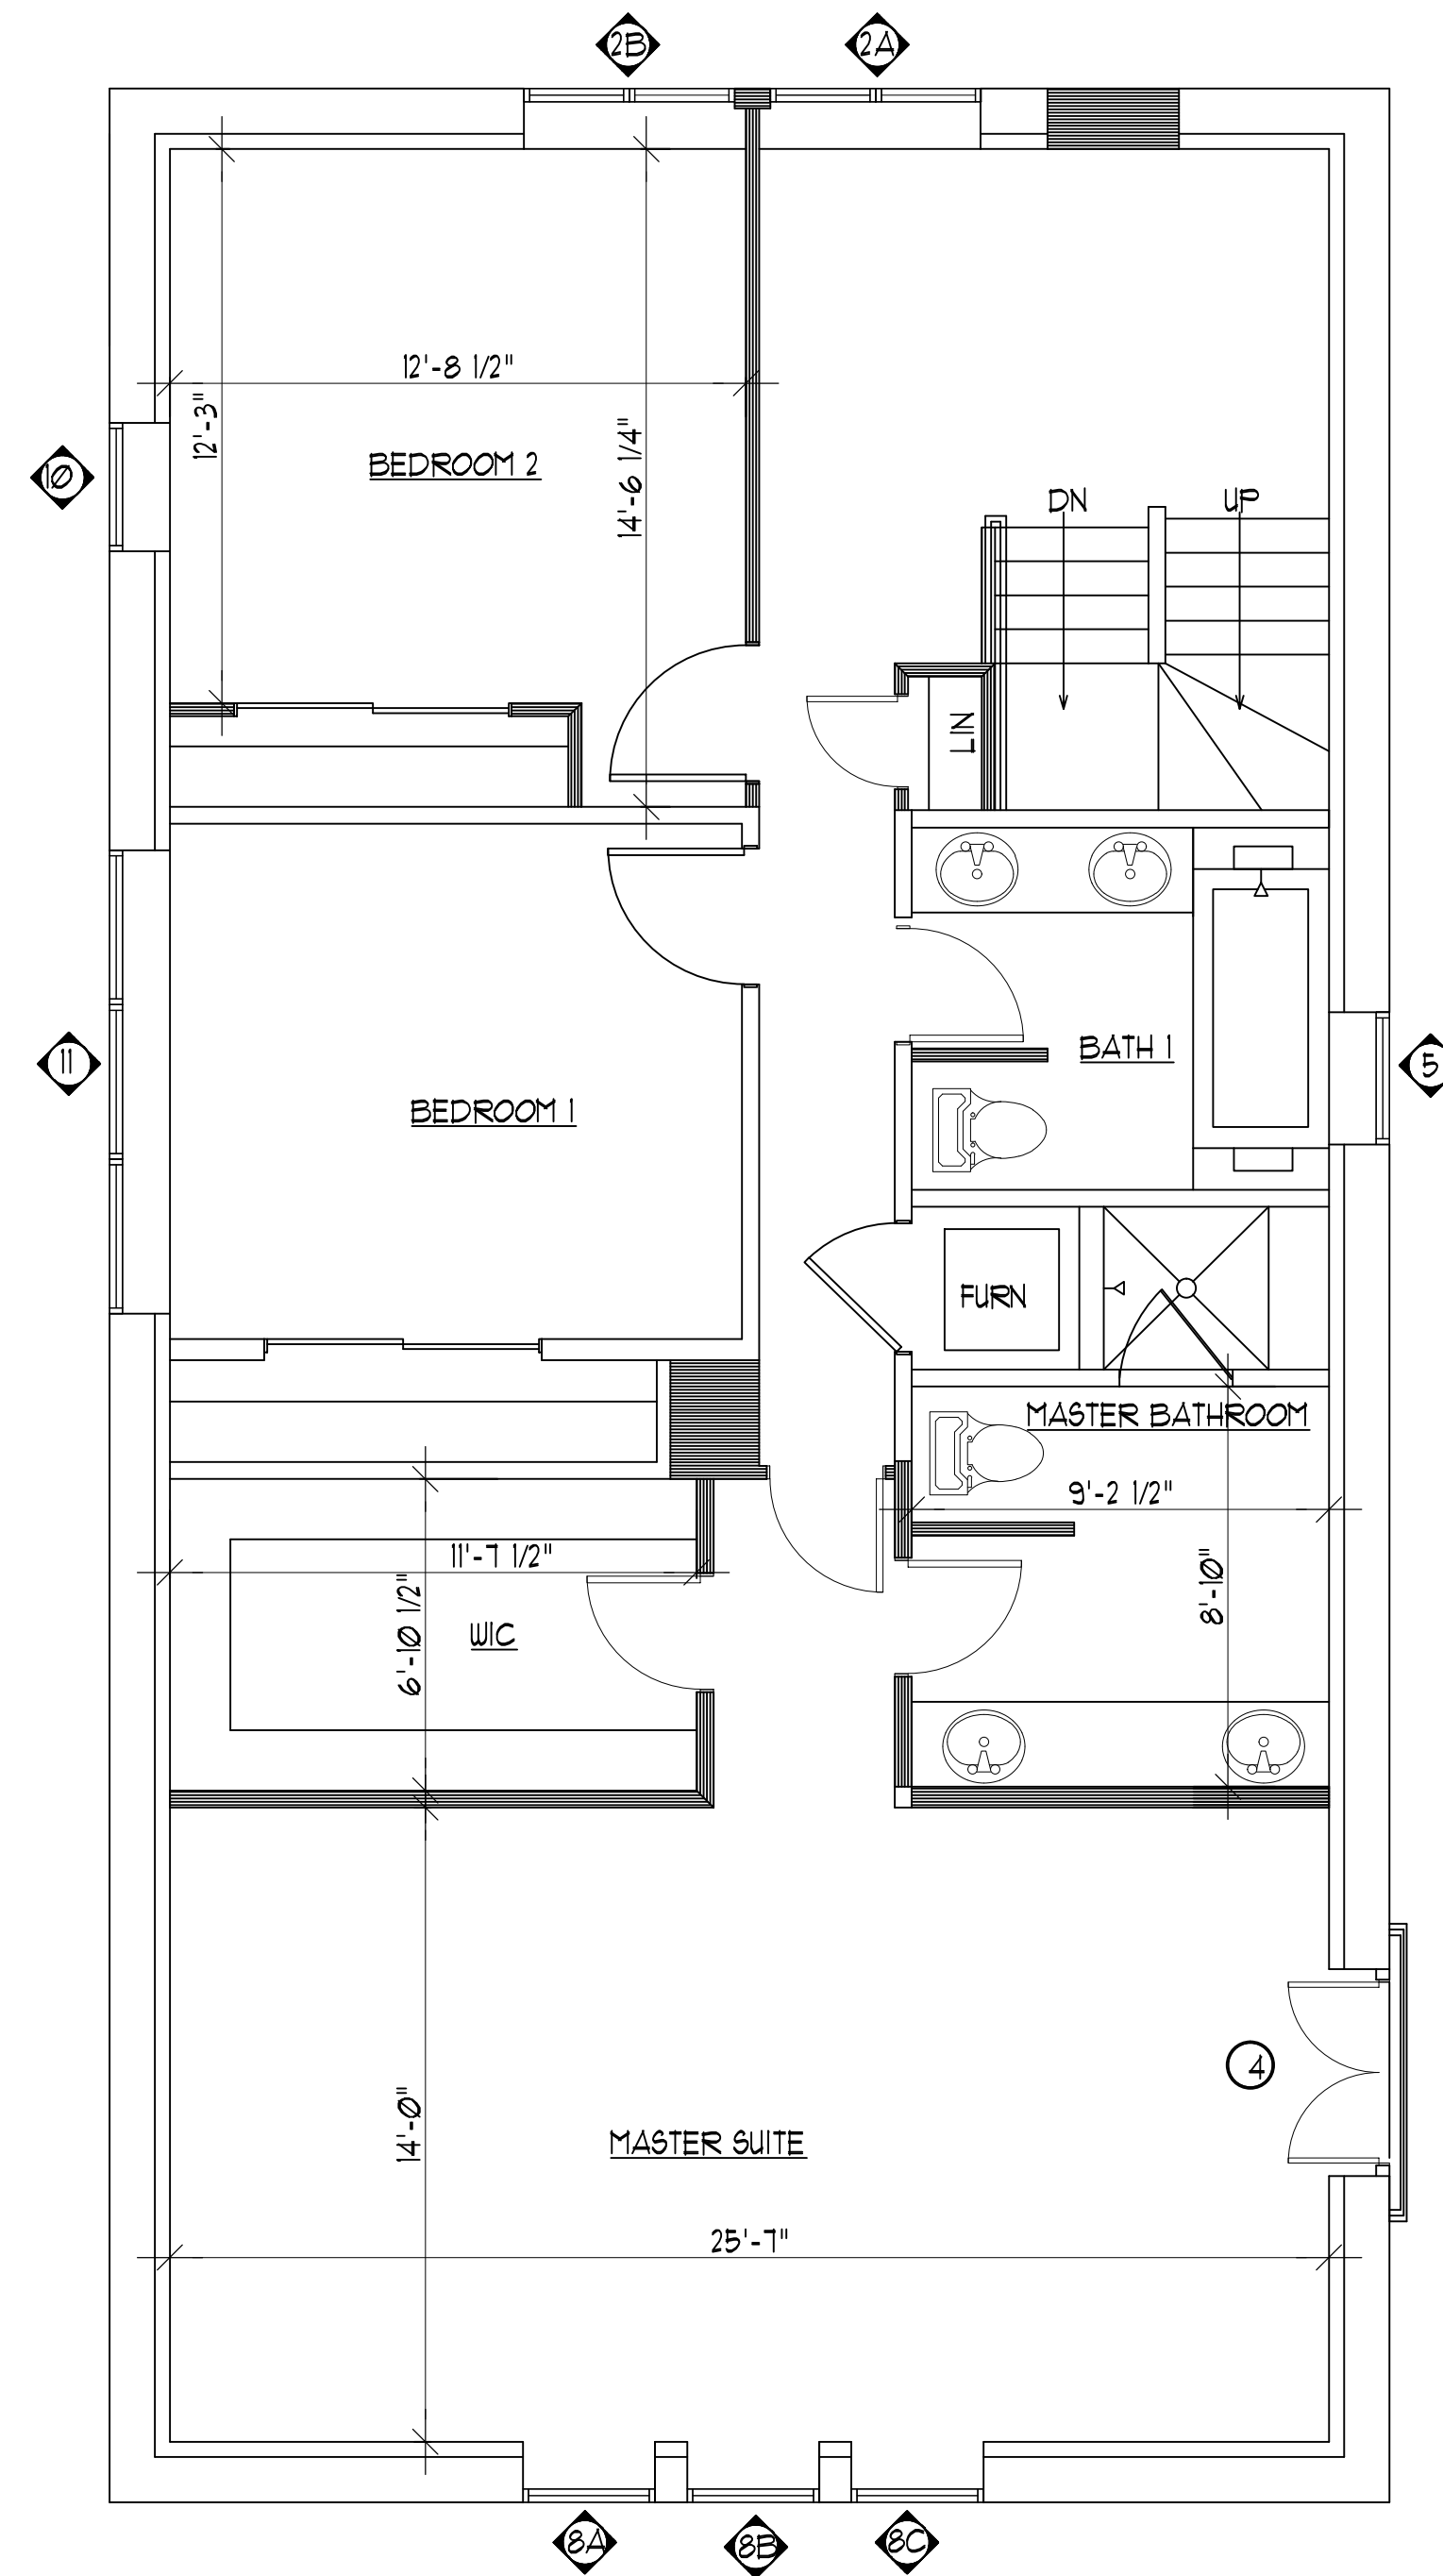 2B
2A
12'-8 1/2"
12'-3"
BEDROOM 2
14'-6 1/4"
10
DN
UP
LIN
11
BEDROOM 1
BATH 1
5
FURN
MASTER BATHROOM
9'-2 1/2"
11'-7 1/2"
6'-10 1/2"
WIC
8'-10"
4
14'-0"
MASTER SUITE
25'-7"
8A
8B
8C